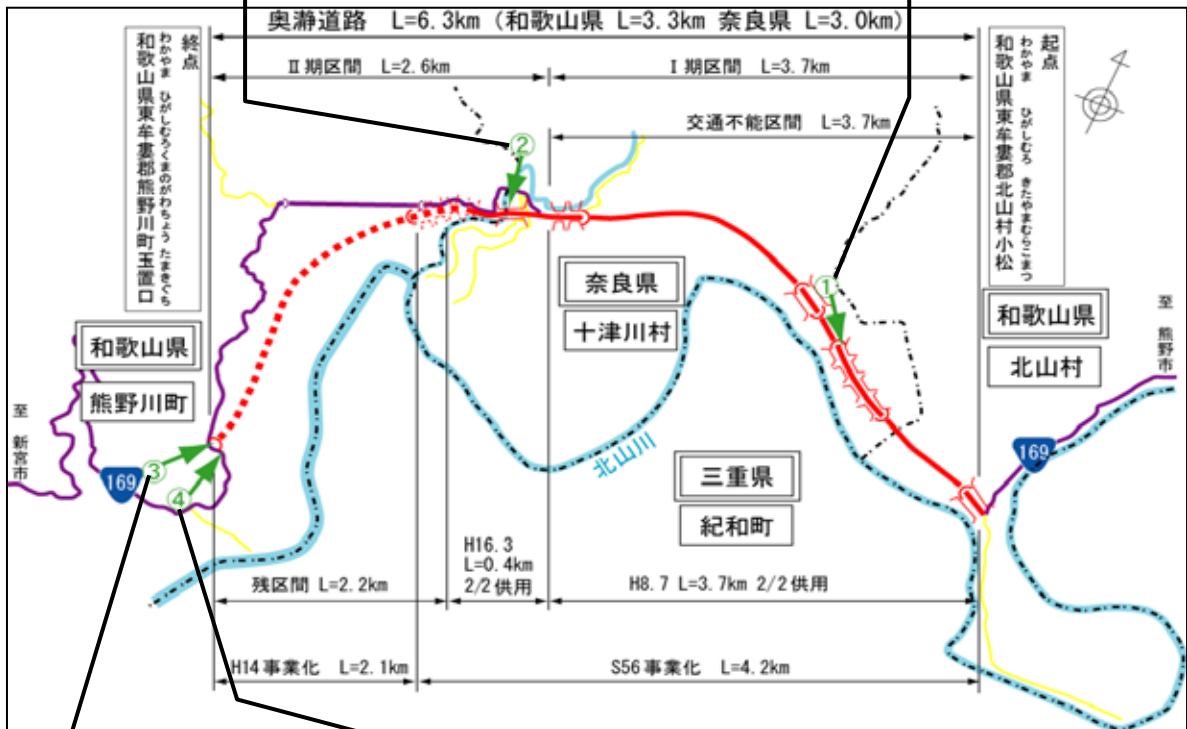 奥瀞道路 L=6.3km (和歌山県 L=3.3km 奈良県 L=3.0km)
Ⅱ期区間 L=2.6km
Ⅰ期区間 L=3.7km
交通不能区間 L=3.7km
終点
わかやま ひがしむろくまのがわちょう たまきぐち
和歌山県東牟婁郡熊野川町玉置口
起点
わかやま ひがしむろ きたやまむらこまつ
和歌山県東牟婁郡北山村小松
②
①
奈良県
十津川村
和歌山県
北山村
至 熊野市
和歌山県
熊野川町
至 新宮市
北山川
169
③
169
④
三重県
紀和町
H16.3
L=0.4km
2/2供用
残区間 L=2.2km
H8.7 L=3.7km 2/2供用
H14事業化 L=2.1km
S56事業化 L=4.2km